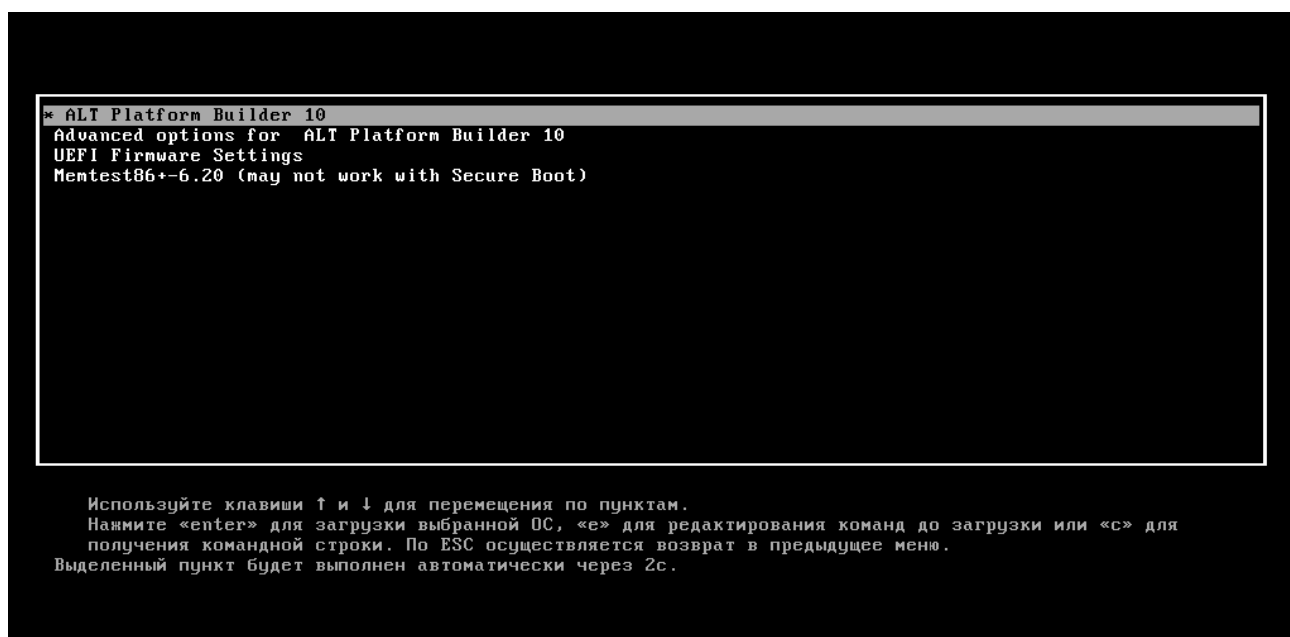 * ALT Platform Builder 10
Advanced options for  ALT Platform Builder 10
UEFI Firmware Settings
Memtest86+-6.20 (may not work with Secure Boot)
Используйте клавиши ↑ и ↓ для перемещения по пунктам.
Нажмите «enter» для загрузки выбранной ОС, «e» для редактирования команд до загрузки или «c» для
получения командной строки. По ESC осуществляется возврат в предыдущее меню.
Выделенный пункт будет выполнен автоматически через 2с.